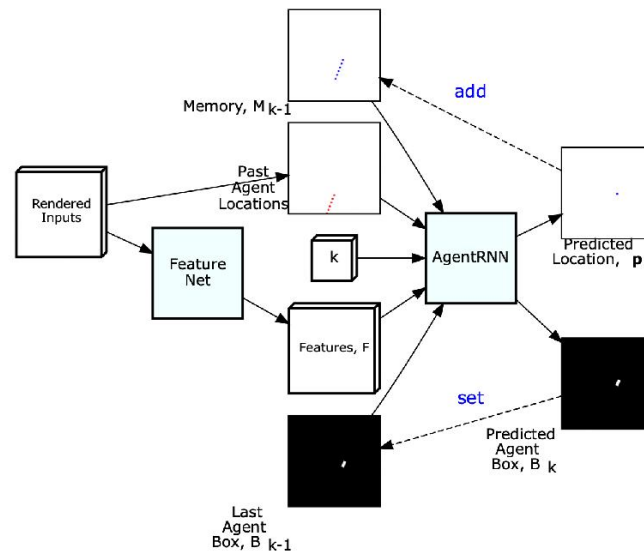 add
Memory, M k-1
Past
Agent
Locations
Rendered
Inputs
Feature
Net
k
AgentRNN
Predicted
Location, p
Features, F
set
Predicted
Agent
Box, B k
Last
Agent
Box, B k-1